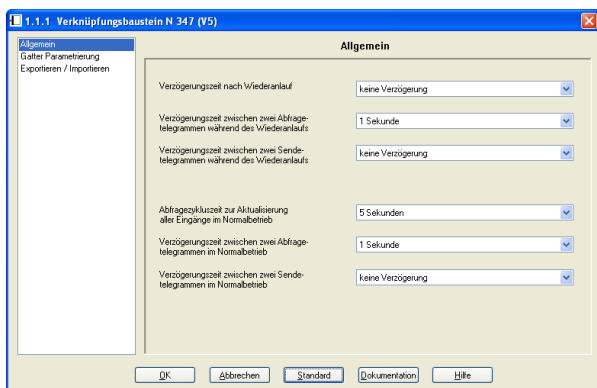 1.1.1 Verknüpfungsbaustein N 347 (V5)
Allgemein
Gatter Parametrierung
Exportieren / Importieren
Allgemein
Verzögerungszeit nach Wiederanlauf
keine Verzögerung
Verzögerungszeit zwischen zwei Abfrage-
telegrammen während des Wiederanlaufs
1 Sekunde
Verzögerungszeit zwischen zwei Sende-
telegrammen während des Wiederanlaufs
keine Verzögerung
Abfragezykluszeit zur Aktualisierung
aller Eingänge im Normalbetrieb
5 Sekunden
Verzögerungszeit zwischen zwei Abfrage-
telegrammen im Normalbetrieb
1 Sekunde
Verzögerungszeit zwischen zwei Sende-
telegrammen im Normalbetrieb
keine Verzögerung
OK Abbrechen Standard Dokumentation Hilfe